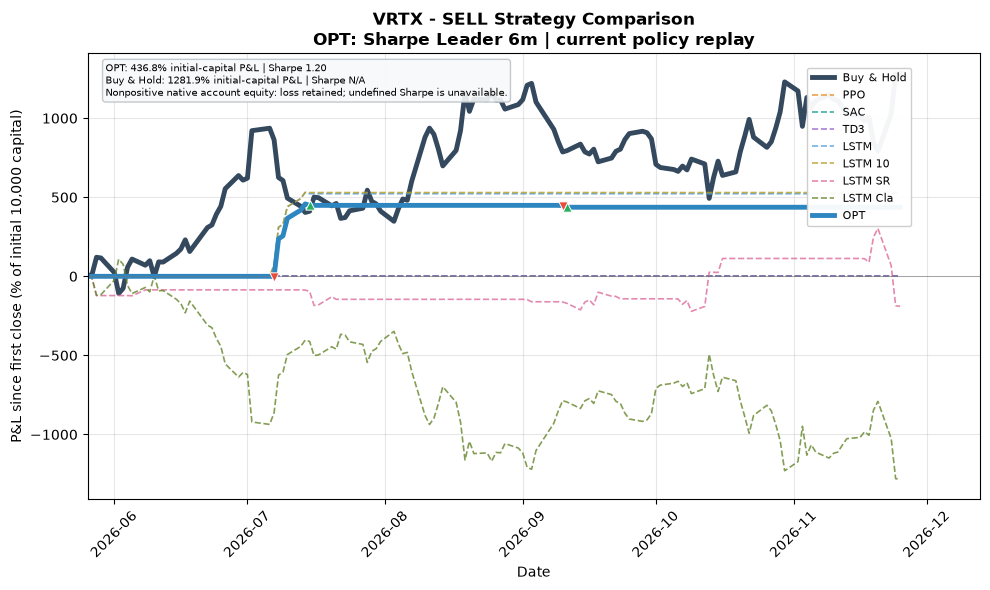 VRTX - SELL Strategy Comparison
OPT: Sharpe Leader 6m | current policy replay
OPT: 436.8% initial-capital P&L | Sharpe 1.20
Buy & Hold: 1281.9% initial-capital P&L | Sharpe N/A
Nonpositive native account equity: loss retained; undefined Sharpe is unavailable.
Buy & Hold
PPO
SAC
TD3
LSTM
LSTM 10
LSTM SR
LSTM Cla
OPT
P&L since first close (% of initial 10,000 capital)
1000
500
0
−500
−1000
2026-06
2026-07
2026-08
2026-09
2026-10
2026-11
2026-12
Date